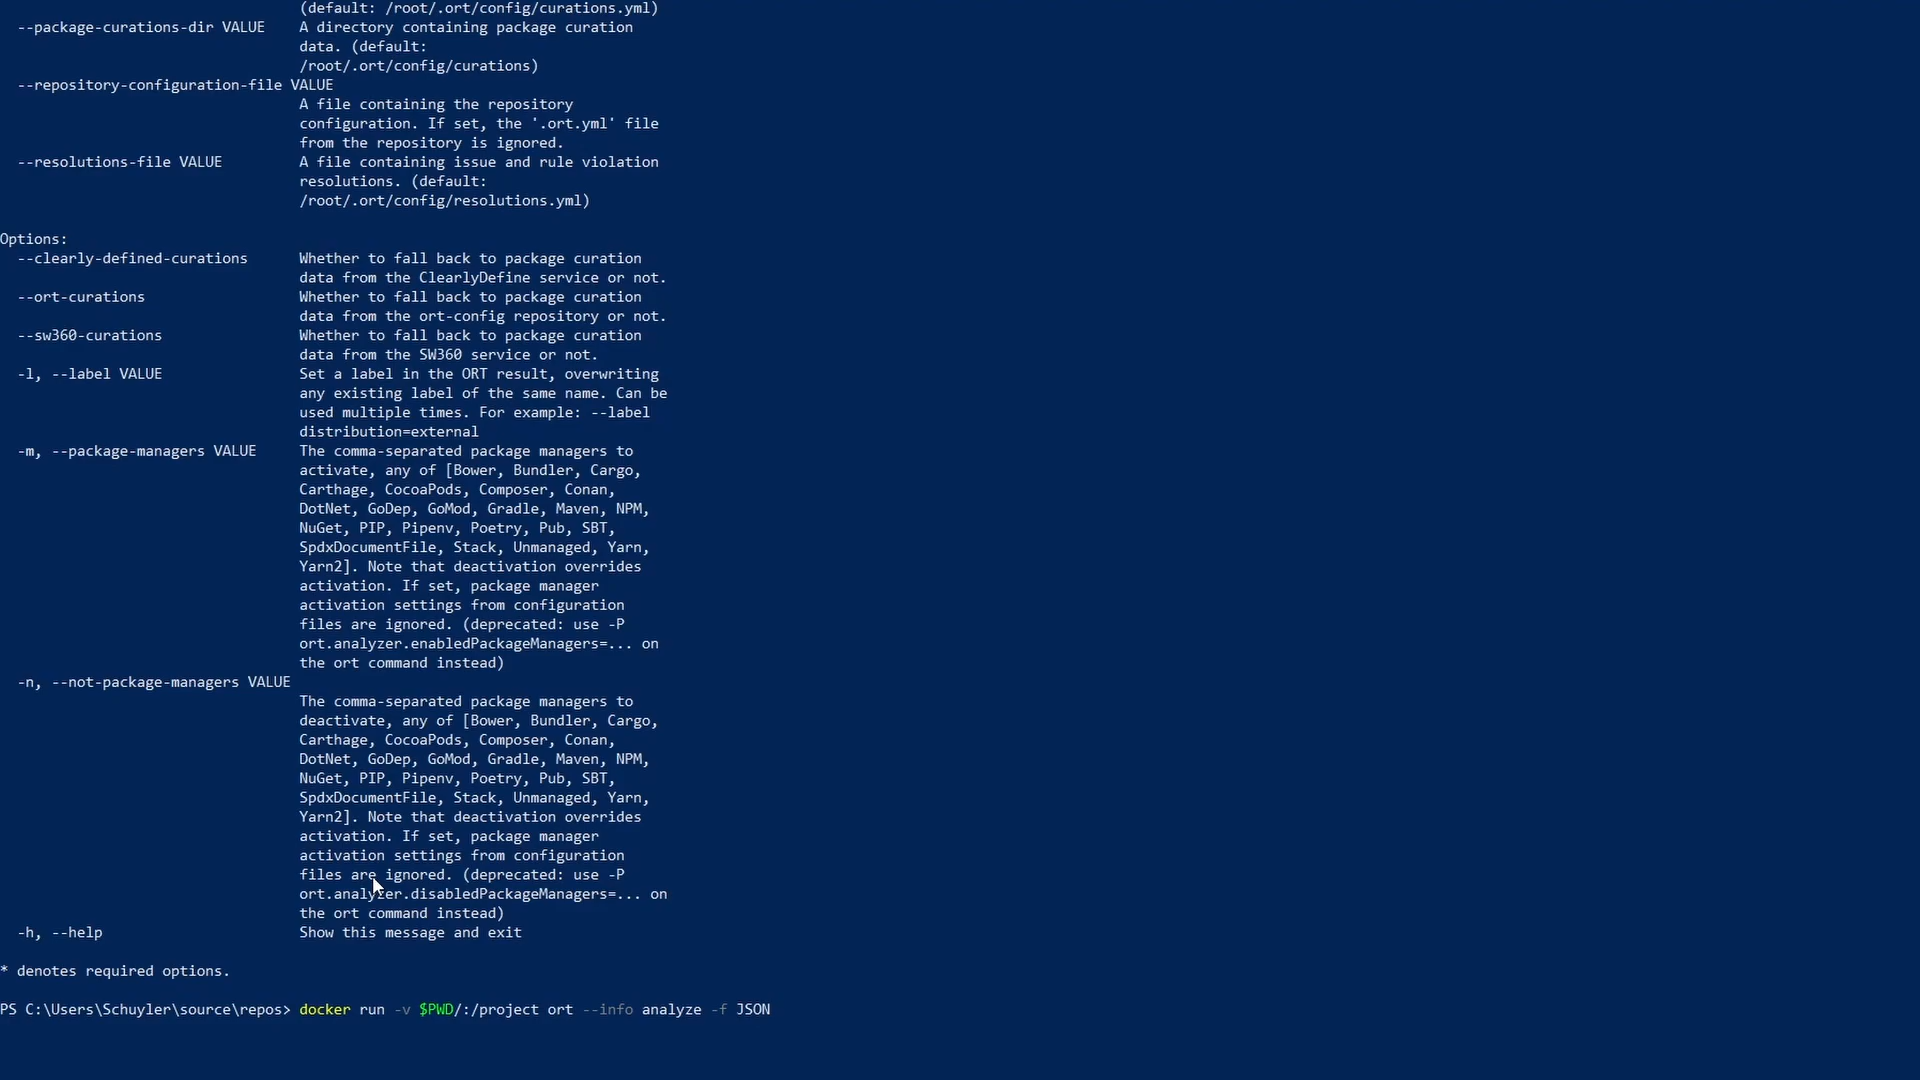 (default: /root/.ort/config/curations.yml)
--package-curations-dir VALUE A directory containing package curation
data. (default:
/root/.ort/config/curations)
--repository-configuration-file VALUE
A file containing the repository
configuration. If set, the '.ort.yml' file
from the repository is ignored.
--resolutions-file VALUE A file containing issue and rule violation
resolutions. (default:
/root/.ort/config/resolutions.yml)
Options:
--clearly-defined-curations Whether to fall back to package curation
data from the ClearlyDefine service or not.
--ort-curations Whether to fall back to package curation
data from the ort-config repository or not.
--sw360-curations Whether to fall back to package curation
data from the SW360 service or not.
-l, --label VALUE Set a label in the ORT result, overwriting
any existing label of the same name. Can be
used multiple times. For example: --label
distribution=external
-m, --package-managers VALUE The comma-separated package managers to
activate, any of [Bower, Bundler, Cargo,
Carthage, CocoaPods, Composer, Conan,
DotNet, GoDep, GoMod, Gradle, Maven, NPM,
NuGet, PIP, Pipenv, Poetry, Pub, SBT,
SpdxDocumentFile, Stack, Unmanaged, Yarn,
Yarn2]. Note that deactivation overrides
activation. If set, package manager
activation settings from configuration
files are ignored. (deprecated: use -P
ort.analyzer.enabledPackageManagers=... on
the ort command instead)
-n, --not-package-managers VALUE
The comma-separated package managers to
deactivate, any of [Bower, Bundler, Cargo,
Carthage, CocoaPods, Composer, Conan,
DotNet, GoDep, GoMod, Gradle, Maven, NPM,
NuGet, PIP, Pipenv, Poetry, Pub, SBT,
SpdxDocumentFile, Stack, Unmanaged, Yarn,
Yarn2]. Note that deactivation overrides
activation. If set, package manager
activation settings from configuration
files are ignored. (deprecated: use -P
ort.analyzer.disabledPackageManagers=... on
the ort command instead)
-h, --help Show this message and exit
* denotes required options.
PS C:\Users\Schuyler\source\repos> docker run -v $PWD/:/project ort --info analyze -f JSON